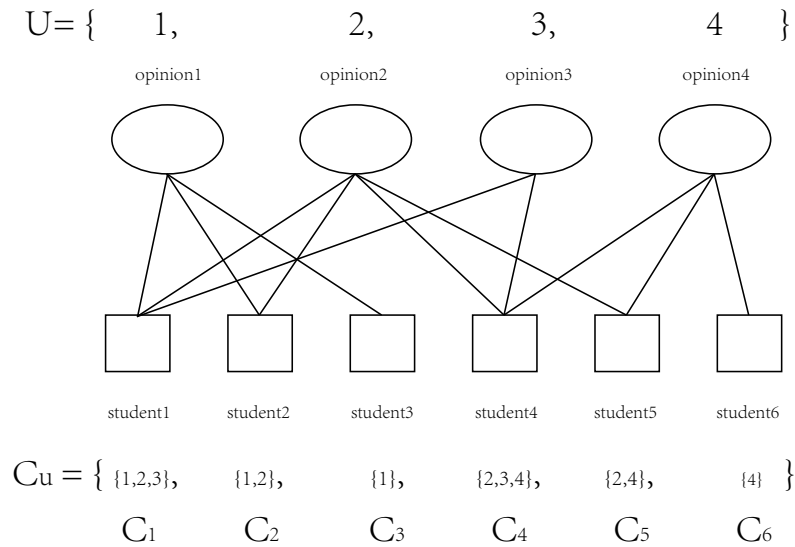 U= { 1, 2, 3, 4 }
opinion1 opinion2 opinion3 opinion4
student1 student2 student3 student4 student5 student6
Cu = { {1,2,3}, {1,2}, {1}, {2,3,4}, {2,4}, {4} }
C1 C2 C3 C4 C5 C6